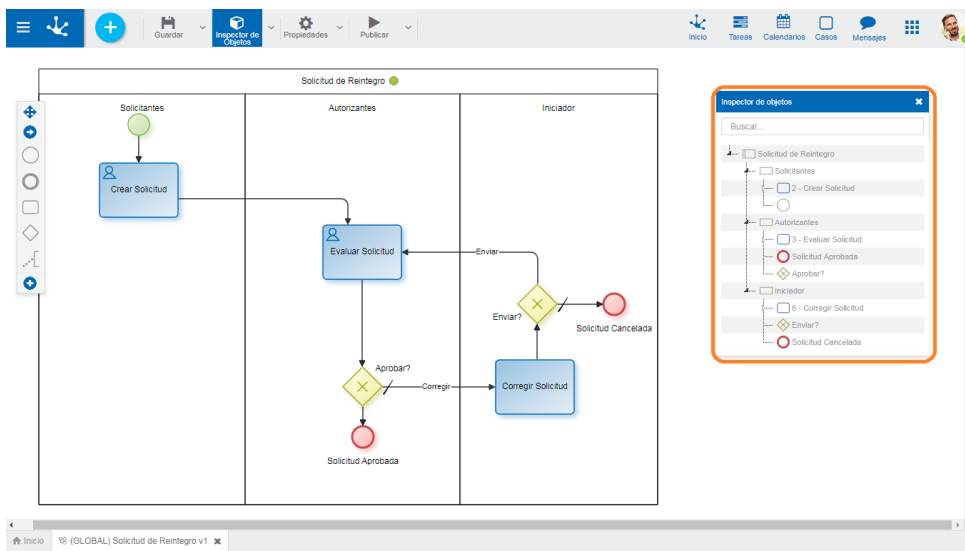 Guardar
Inspector de
Objetos
Propiedades
Publicar
Inicio
Tareas
Calendarios
Casos
Mensajes
Solicitud de Reintegro
Solicitantes
Autorizantes
Iniciador
Crear Solicitud
Evaluar Solicitud
Enviar
Enviar?
Solicitud Cancelada
Aprobar?
Corregir
Corregir Solicitud
Solicitud Aprobada
Inspector de objetos
Buscar...
Solicitud de Reintegro
Solicitantes
2 - Crear Solicitud
Autorizantes
3 - Evaluar Solicitud
Solicitud Aprobada
Aprobar?
Iniciador
6 - Corregir Solicitud
Enviar?
Solicitud Cancelada
Inicio
(GLOBAL) Solicitud de Reintegro v1